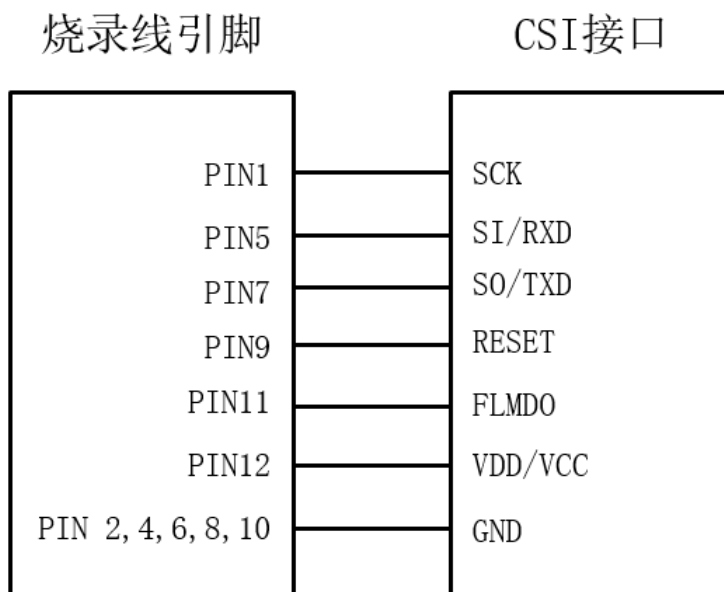 烧录线引脚 CSI接口
PIN1 SCK
PIN5 SI/RXD
PIN7 SO/TXD
PIN9 RESET
PIN11 FLMDO
PIN12 VDD/VCC
PIN 2,4,6,8,10 GND